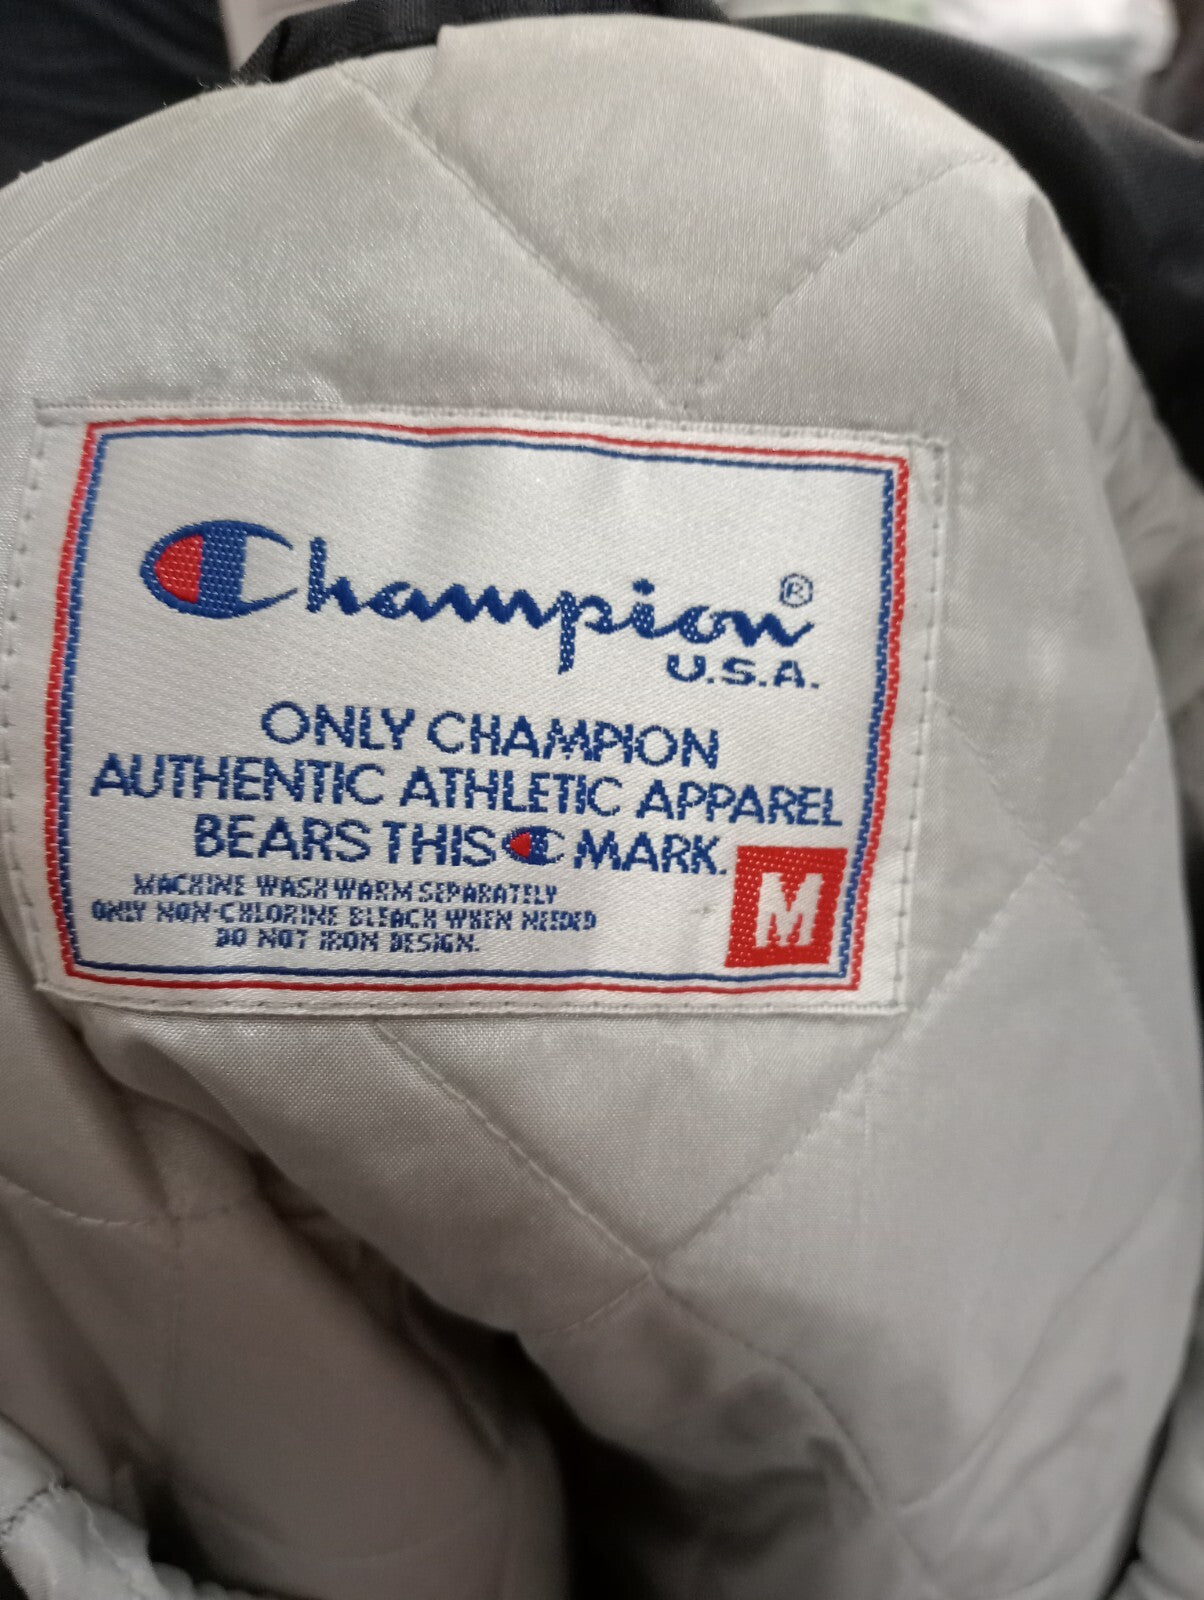 Champion®
U.S.A.
ONLY CHAMPION
AUTHENTIC ATHLETIC APPAREL
BEARS THIS C MARK.
MACHINE WASH WARM SEPARATELY
ONLY NON-CHLORINE BLEACH WHEN NEEDED
DO NOT IRON DESIGN.
M